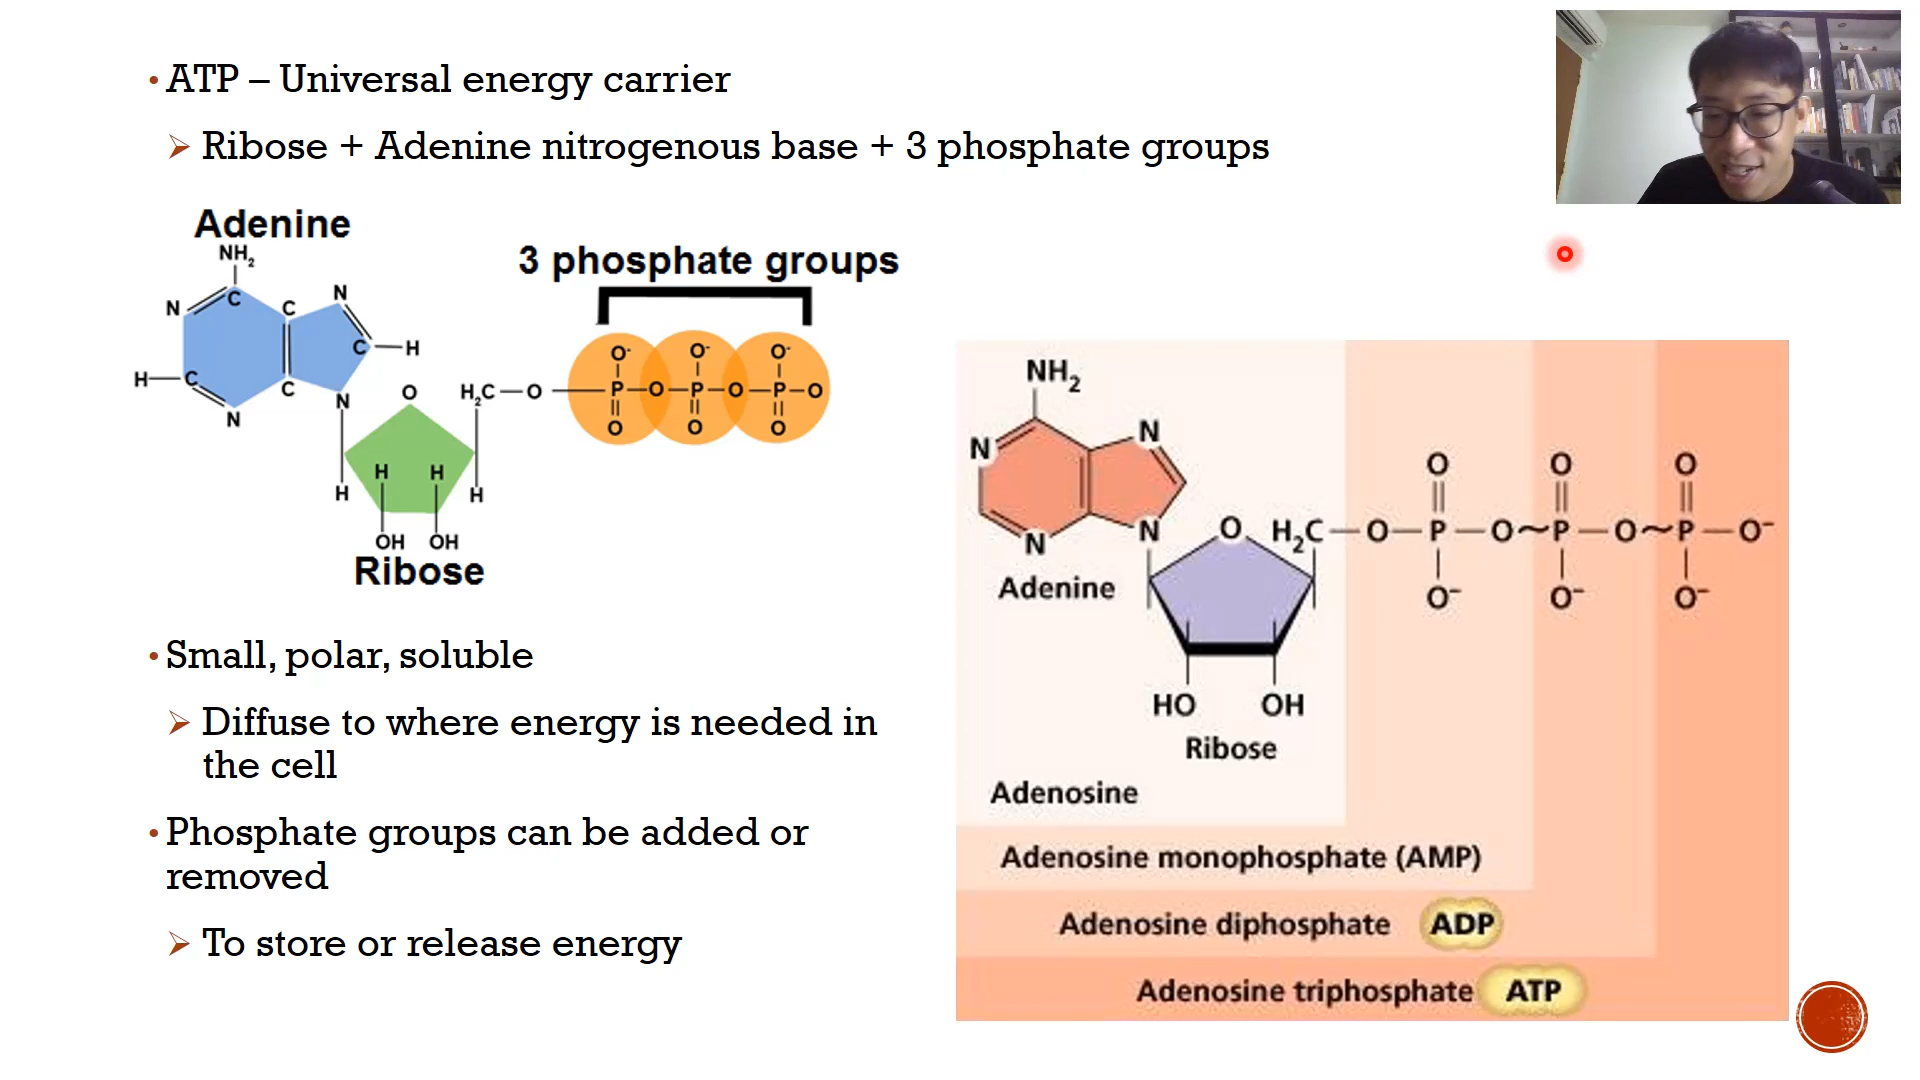 • ATP – Universal energy carrier
➢ Ribose + Adenine nitrogenous base + 3 phosphate groups
Adenine
NH₂
N
C
C
N
C
H
H
C
C
N
N
3 phosphate groups
O⁻
O⁻
O⁻
O
H₂C
O
P
O
P
O
P
O
O
O
O
H
H
H
H
OH
OH
Ribose
• Small, polar, soluble
➢ Diffuse to where energy is needed in
the cell
• Phosphate groups can be added or
removed
➢ To store or release energy
NH₂
N
N
N
N
Adenine
O
O
O
O
H₂C—O—P—O~P—O~P—O⁻
O⁻
O⁻
O⁻
HO
OH
Ribose
Adenosine
Adenosine monophosphate (AMP)
Adenosine diphosphate ADP
Adenosine triphosphate ATP